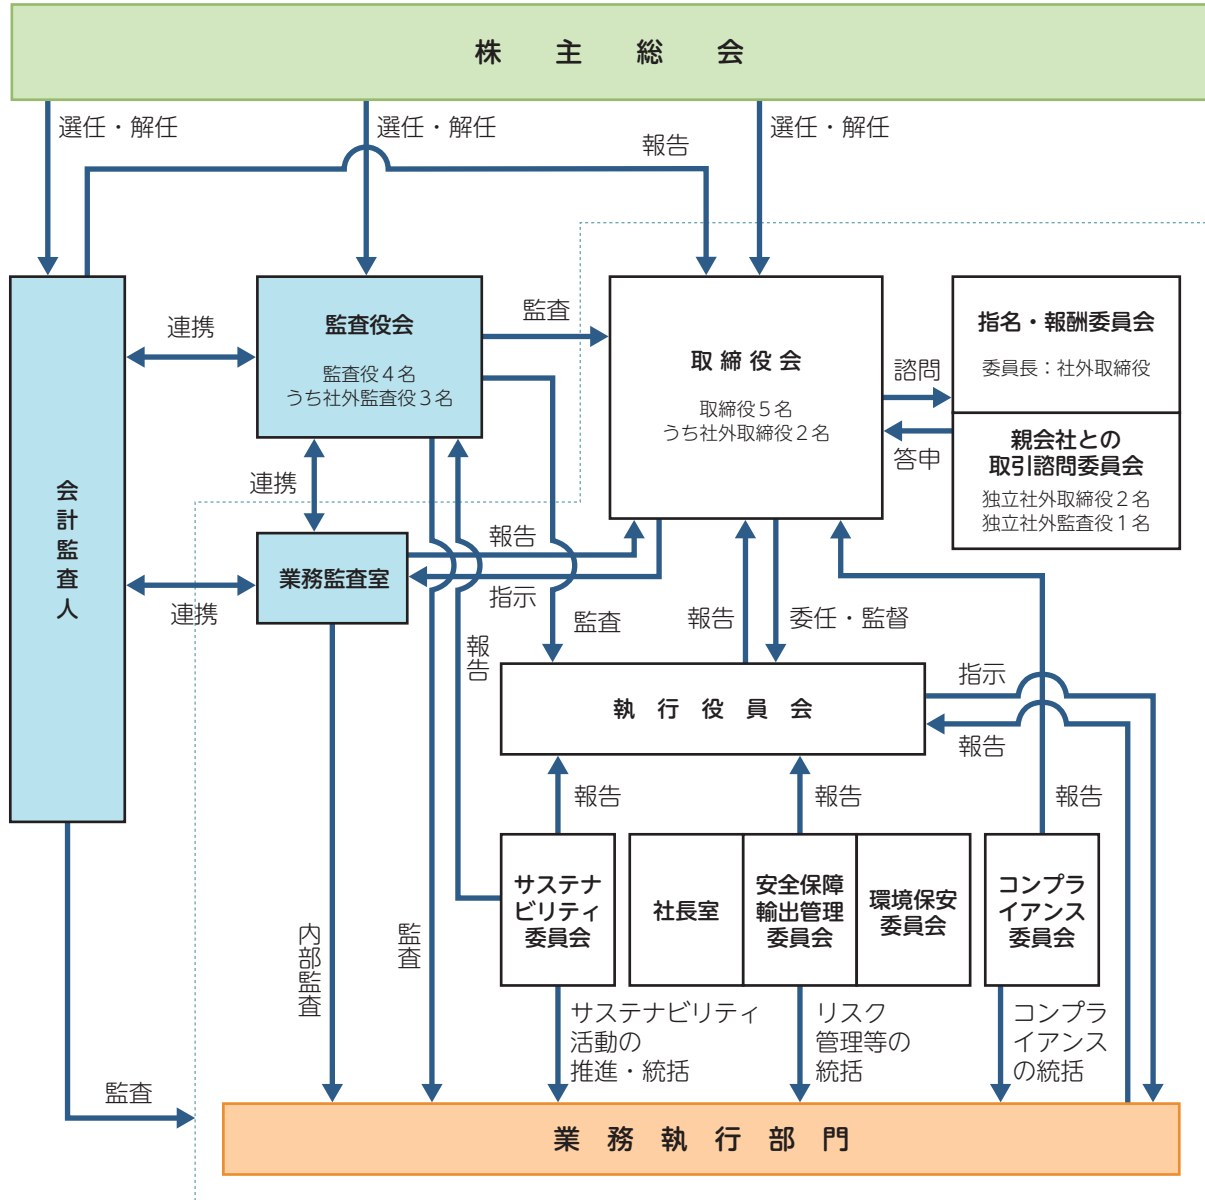 株主総会
選任・解任
選任・解任
選任・解任
報告
連携
監査役会
監査役４名
うち社外監査役３名
監査
取締役会
取締役５名
うち社外取締役２名
諮問
答申
指名・報酬委員会
委員長：社外取締役
親会社との
取引諮問委員会
独立社外取締役２名
独立社外監査役１名
会計監査人
連携
業務監査室
連携
報告
指示
監査
報告
委任・監督
報告
執行役員会
指示
報告
報告
報告
報告
サステナ
ビリティ
委員会
社長室
安全保障
輸出管理
委員会
環境保安
委員会
コンプラ
イアンス
委員会
内部監査
監査
サステナビリティ
活動の
推進・統括
リスク
管理等の
統括
コンプラ
イアンス
の統括
監査
業務執行部門